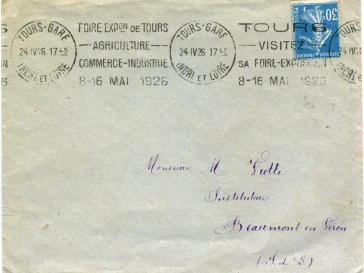 TOURS-GARE
24 IV 26 17 45
INDRE ET LOIRE
FOIRE-EXPON DE TOURS
AGRICULTURE
COMMERCE-INDUSTRIE
8-16 MAI 1926
TOURS-GARE
24 IV 26 17 45
INDRE ET LOIRE
TOURS
VISITEZ
SA FOIRE-EXPOSITION
8-16 MAI 1926
30c
Monsieur M Viette
Instituteur
Beaumont en Véron
(I. & L.)